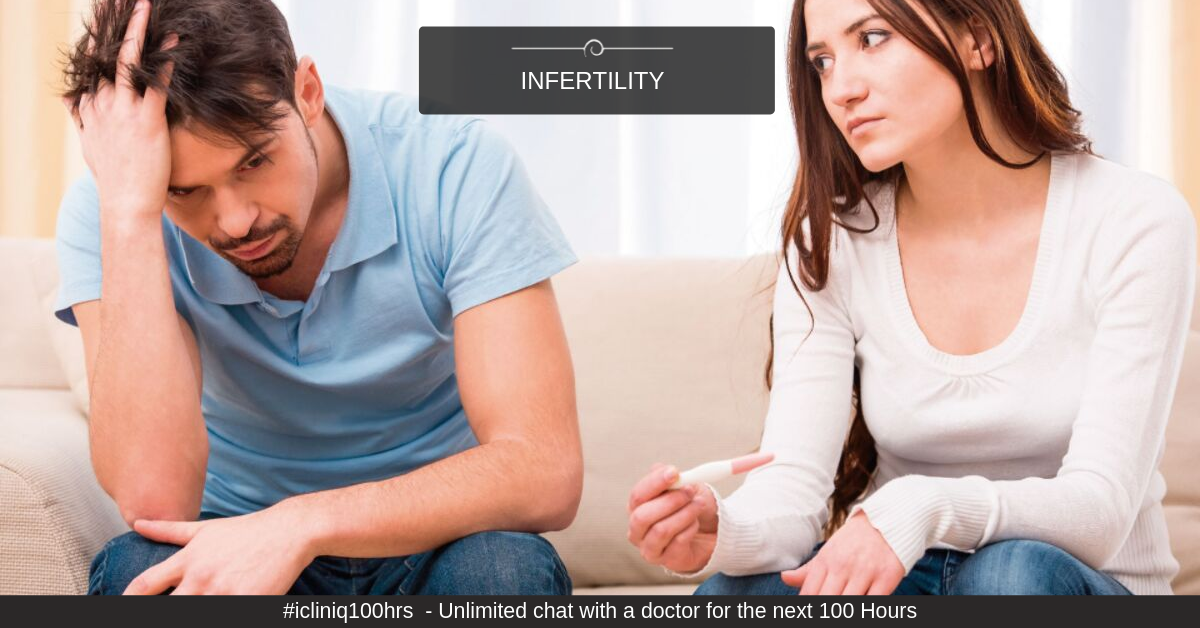 INFERTILITY
#icliniq100hrs - Unlimited chat with a doctor for the next 100 Hours